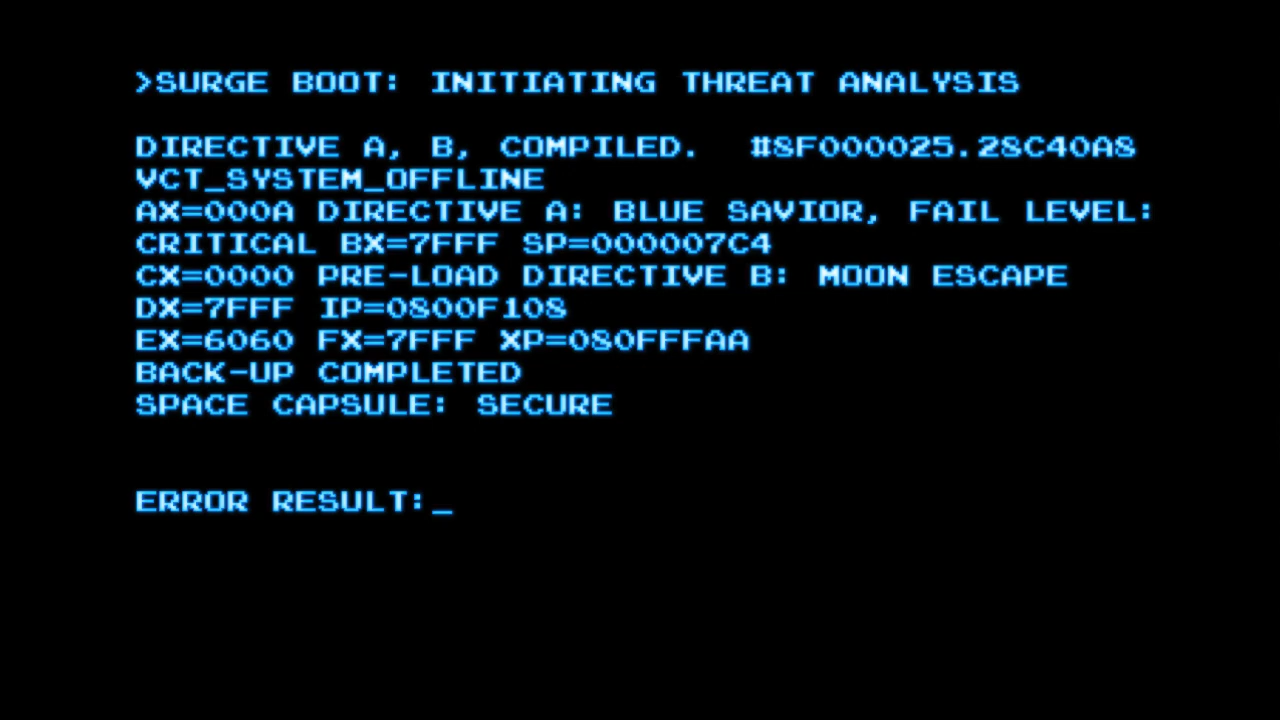 >SURGE BOOT: INITIATING THREAT ANALYSIS
DIRECTIVE A, B, COMPILED. #8F000025.28C40A8
VCT_SYSTEM_OFFLINE
AX=000A DIRECTIVE A: BLUE SAVIOR, FAIL LEVEL:
CRITICAL BX=7FFF SP=000007C4
CX=0000 PRE-LOAD DIRECTIVE B: MOON ESCAPE
DX=7FFF IP=0800F108
EX=6060 FX=7FFF XP=080FFFAA
BACK-UP COMPLETED
SPACE CAPSULE: SECURE
ERROR RESULT:_